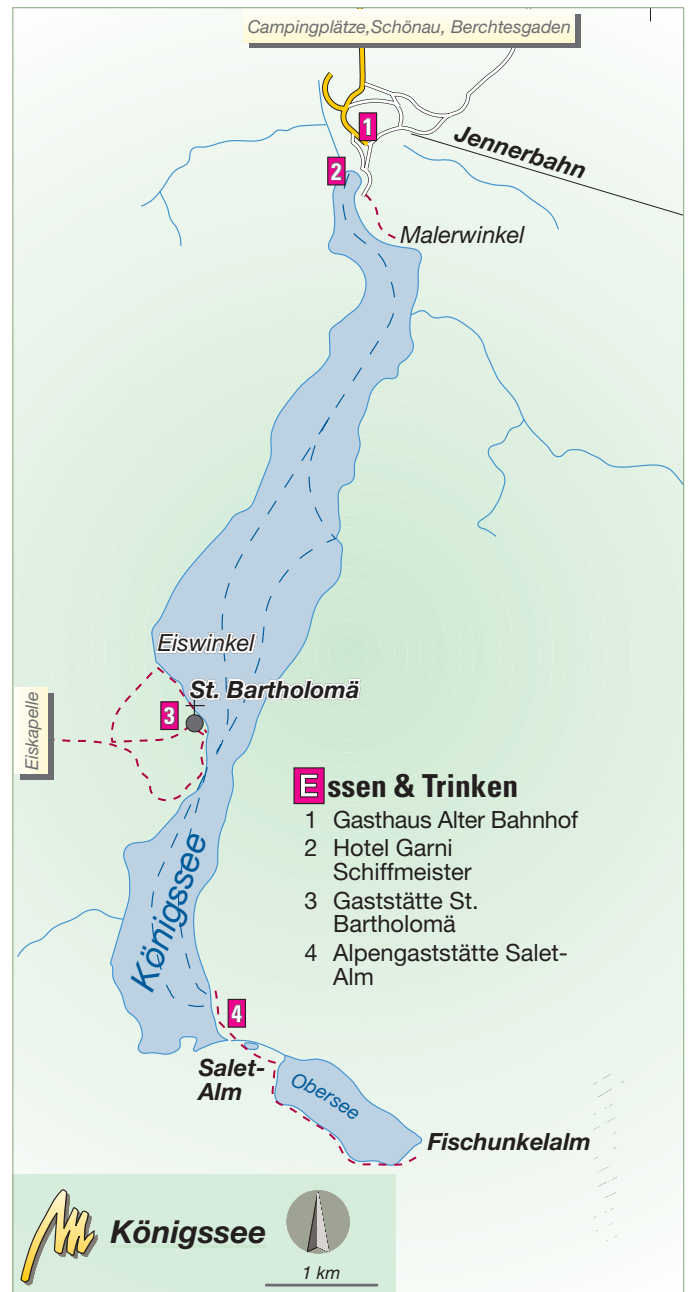 Campingplätze,Schönau, Berchtesgaden
1
Jennerbahn
2
Malerwinkel
Eiswinkel
St. Bartholomä
3
Eiskapelle
Essen & Trinken
1 Gasthaus Alter Bahnhof
2 Hotel Garni
Schiffmeister
3 Gaststätte St.
Bartholomä
4 Alpengaststätte Salet-
Alm
Königssee
4
Salet-
Alm
Obersee
Fischunkelalm
Königssee
1 km